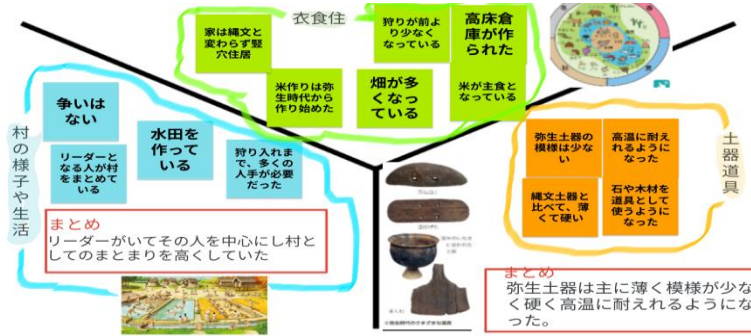 衣食住
家は縄文と
変わらず竪
穴住居
狩りが前
より少なく
なっている
高床倉
庫が作
られた
米作りは弥
生時代から
作り始めた
畑が多
くなっ
ている
米が主食と
なっている
村の様子や生活
争いは
ない
水田を
作って
いる
リーダーと
なる人が村
をまとめて
いる
狩り入れま
で、多くの
人手が必要
だった
まとめ
リーダーがいてその人を中心にし村と
してのまとまりを高くしていた
土器道具
弥生土器の
模様は少な
い
高温に耐え
れるように
なった
縄文土器と
比べて、薄
くて硬い
石や木材を
道具として
使うように
なった
まとめ
弥生土器は主に薄く模様が少な
く硬く高温に耐えれるようにな
った。